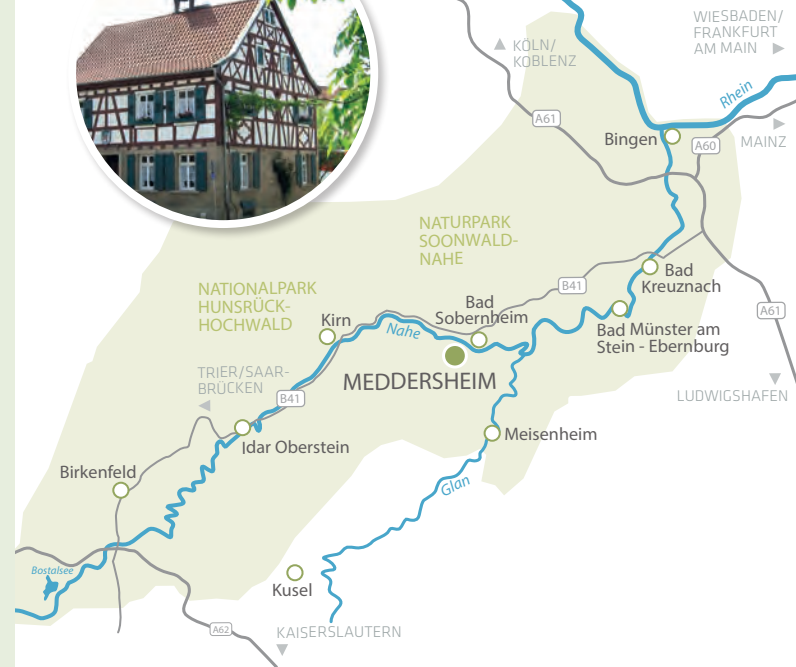 WIESBADEN/
FRANKFURT
AM MAIN
KÖLN/
KOBLENZ
Rhein
A61
Bingen
A60
MAINZ
NATURPARK
SOONWALD-
NAHE
Bad
Kreuznach
B41
NATIONALPARK
HUNSRÜCK-
HOCHWALD
Bad
Sobernheim
A61
Kirn
Nahe
Bad Münster am
Stein - Ebernburg
TRIER/SAAR-
BRÜCKEN
MEDDERSHEIM
LUDWIGSHAFEN
B41
Idar Oberstein
Meisenheim
Birkenfeld
Glan
Bostalsee
Kusel
A62
KAISERSLAUTERN